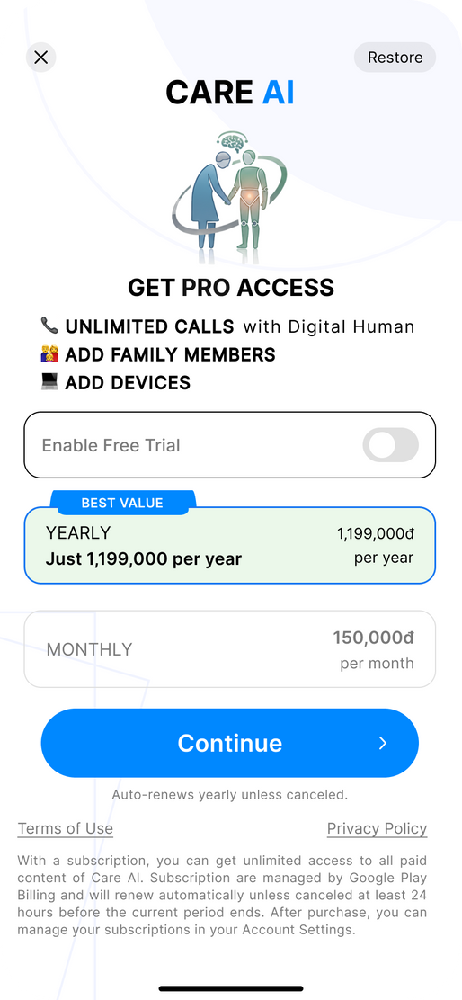 Restore
CARE AI
GET PRO ACCESS
UNLIMITED CALLS with Digital Human
ADD FAMILY MEMBERS
ADD DEVICES
Enable Free Trial
BEST VALUE
YEARLY
1,199,000đ
Just 1,199,000 per year
per year
MONTHLY
150,000đ
per month
Continue
Auto-renews yearly unless canceled.
Terms of Use
Privacy Policy
With a subscription, you can get unlimited access to all paid
content of Care AI. Subscription are managed by Google Play
Billing and will renew automatically unless canceled at least 24
hours before the current period ends. After purchase, you can
manage your subscriptions in your Account Settings.